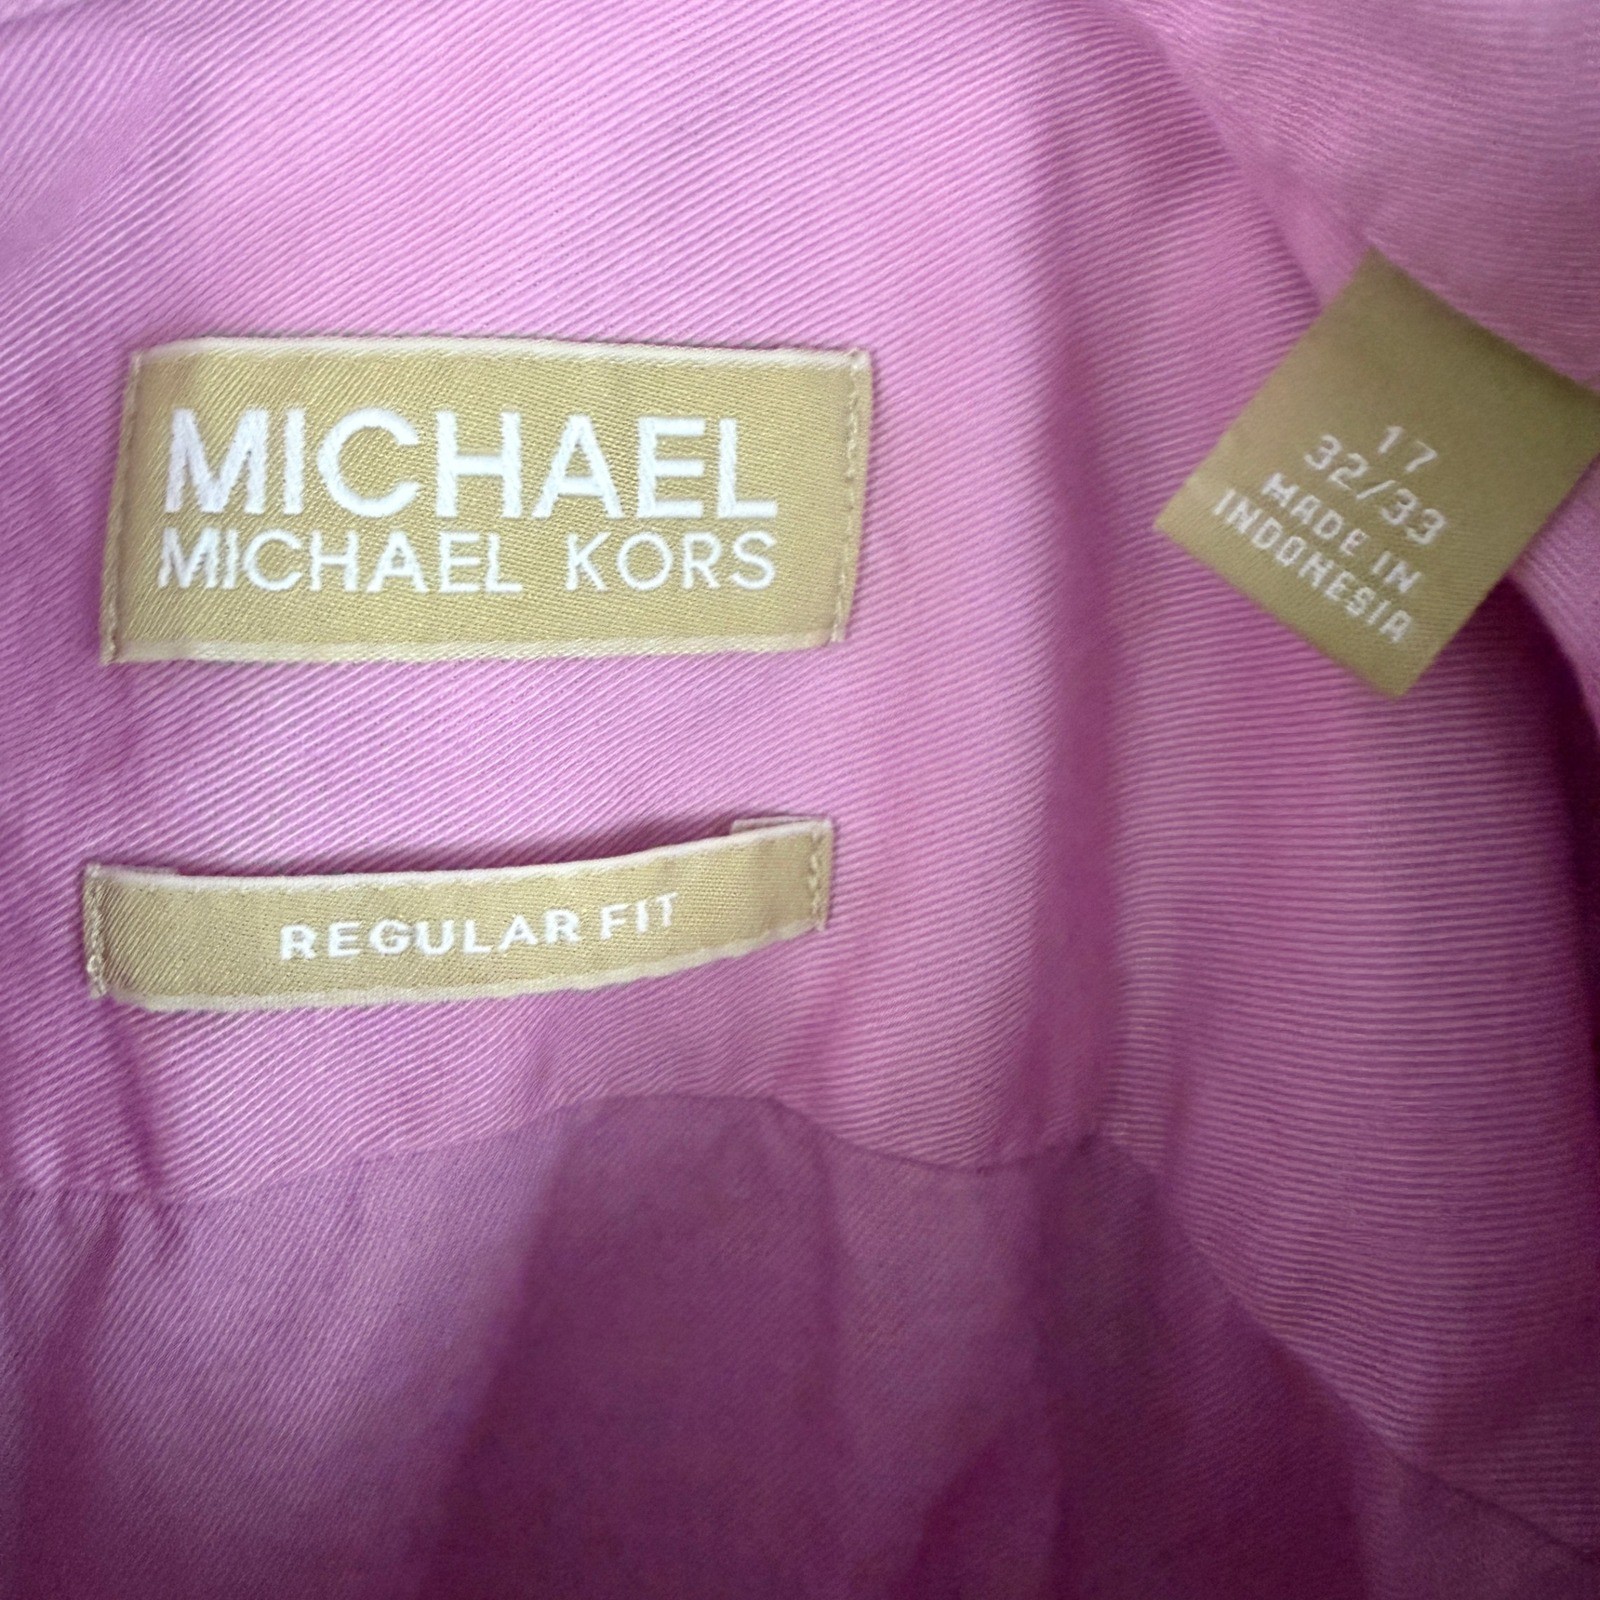 MICHAEL
MICHAEL KORS
REGULAR FIT
17
32/33
MADE IN
INDONESIA